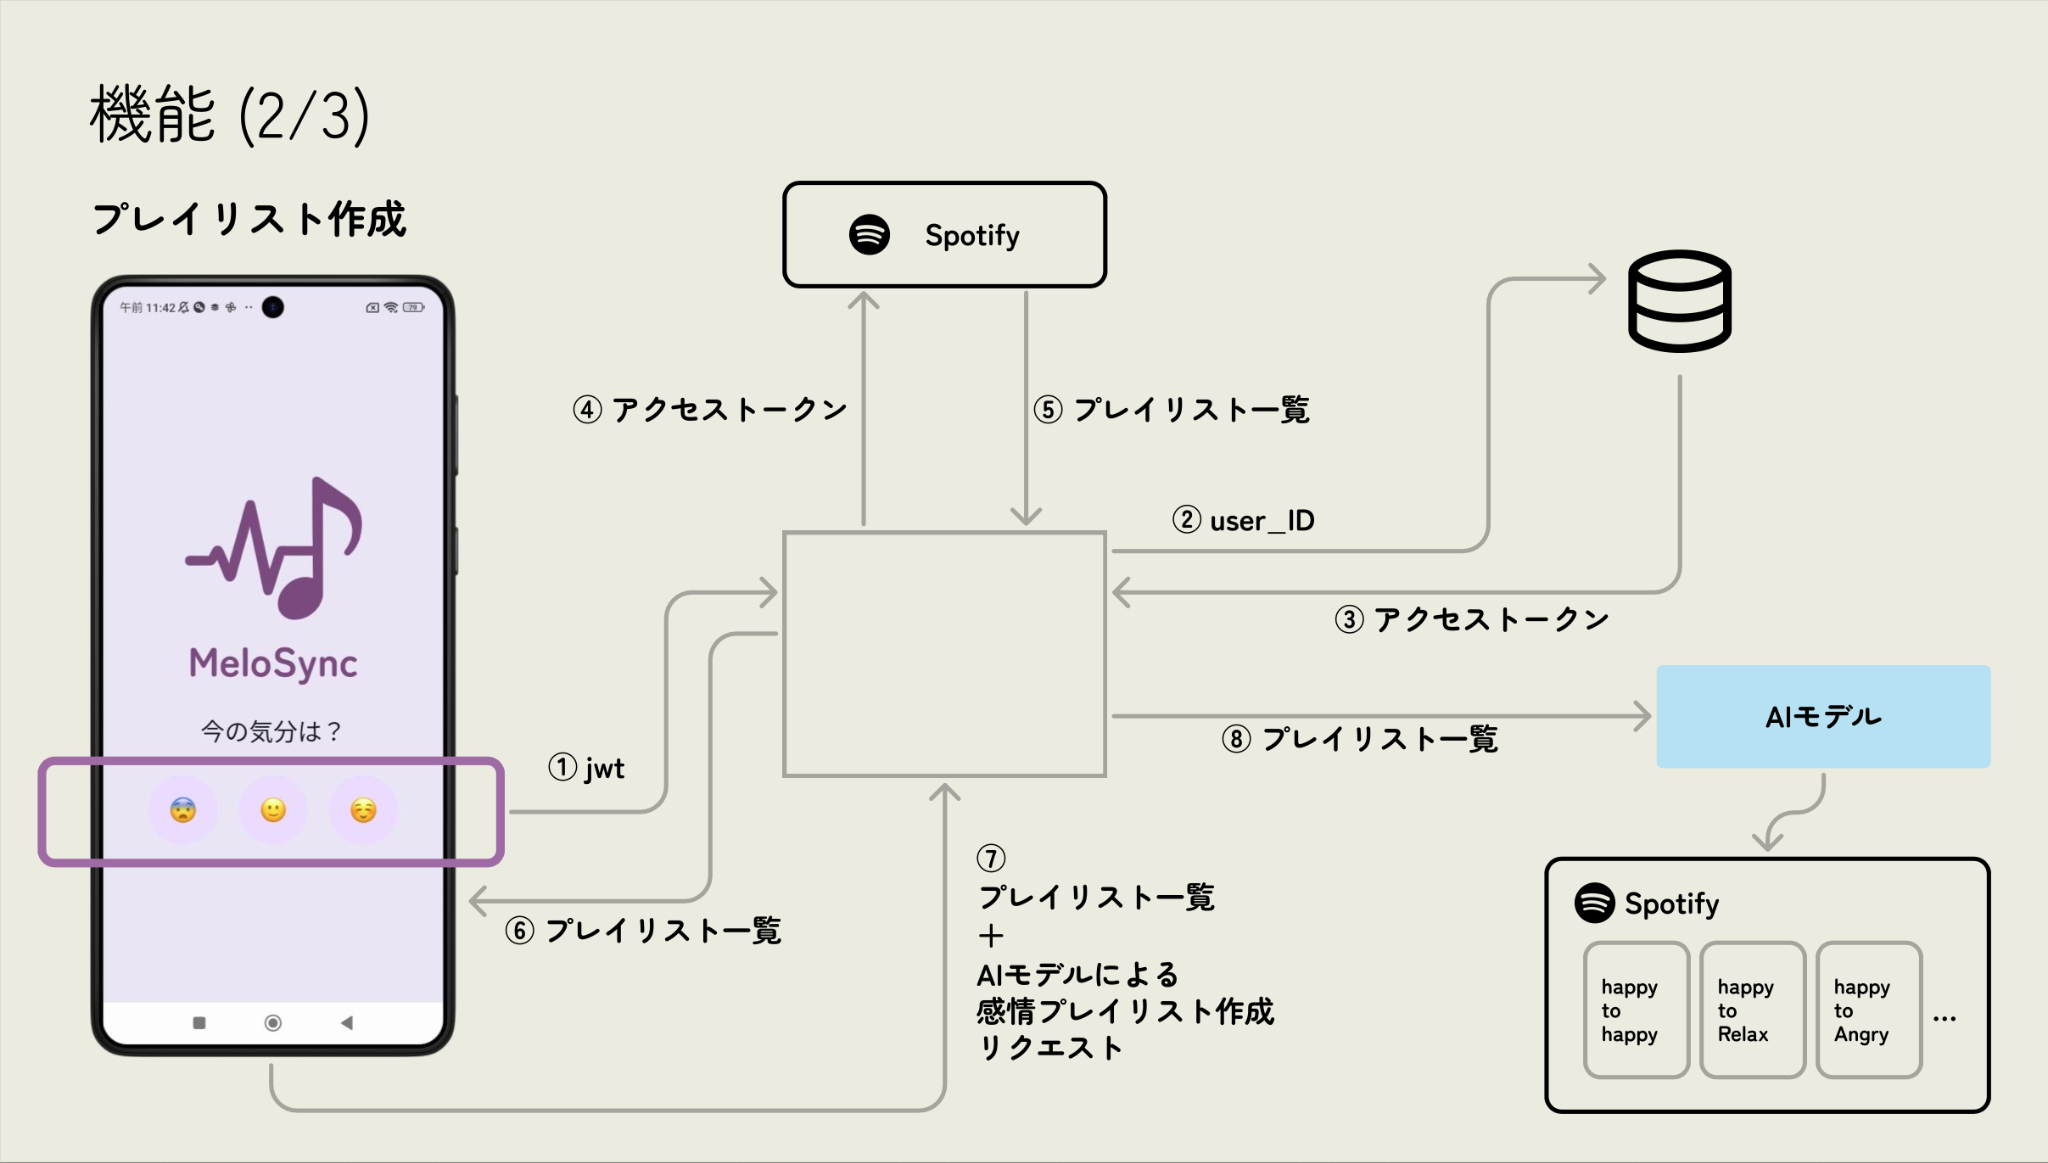 機能 (2/3)
プレイリスト作成
午前 11:42
79
MeloSync
今の気分は？
Spotify
④ アクセストークン
⑤ プレイリスト一覧
② user_ID
③ アクセストークン
① jwt
⑥ プレイリスト一覧
⑧ プレイリスト一覧
AIモデル
⑦
プレイリスト一覧
＋
AIモデルによる
感情プレイリスト作成
リクエスト
Spotify
happy
to
happy
happy
to
Relax
happy
to
Angry
...